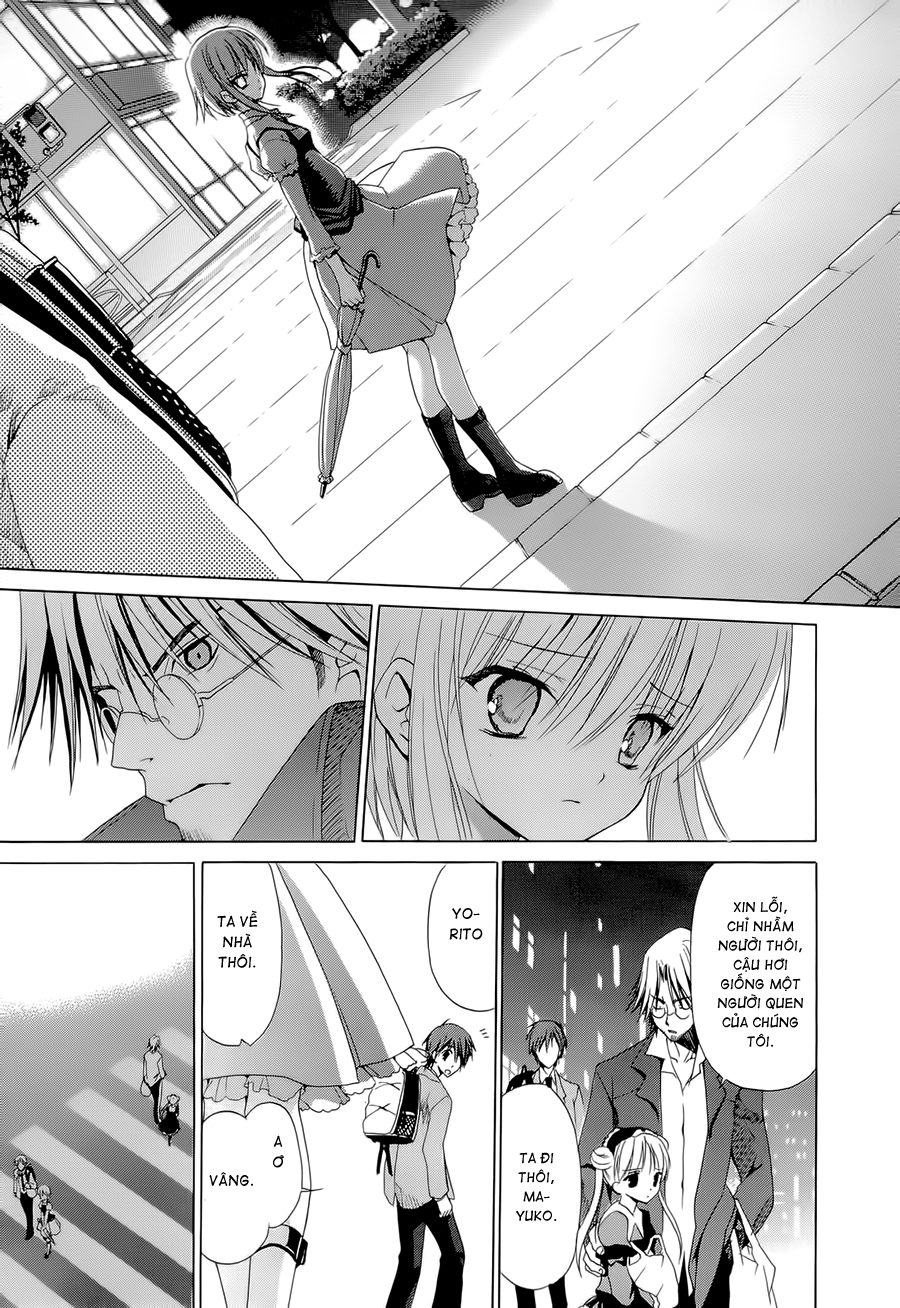 XIN LỖI,
CHỈ NHẦM
NGƯỜI THÔI,
CẬU HƠI
GIỐNG MỘT
NGƯỜI QUEN
CỦA CHÚNG
TÔI.
TA ĐI
THÔI,
MA-
YUKO.
YO-
RITO
TA VỀ
NHÀ
THÔI.
A
Ơ
VÂNG.